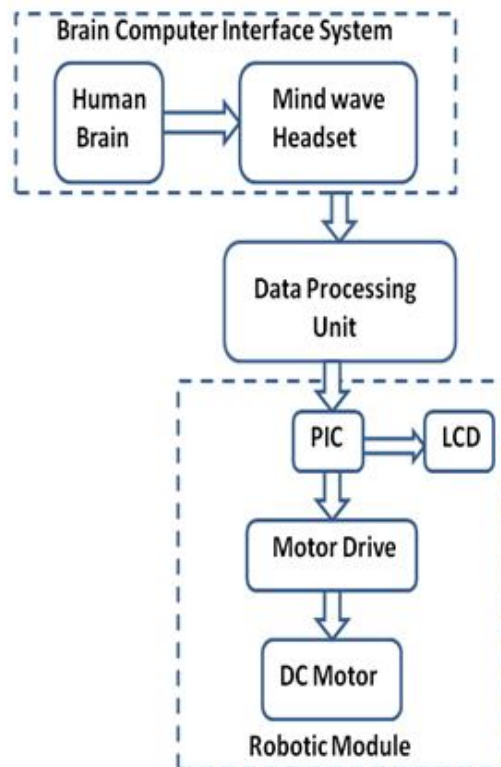 Brain Computer Interface System
Human
Brain
Mind wave
Headset
Data Processing
Unit
PIC
LCD
Motor Drive
DC Motor
Robotic Module